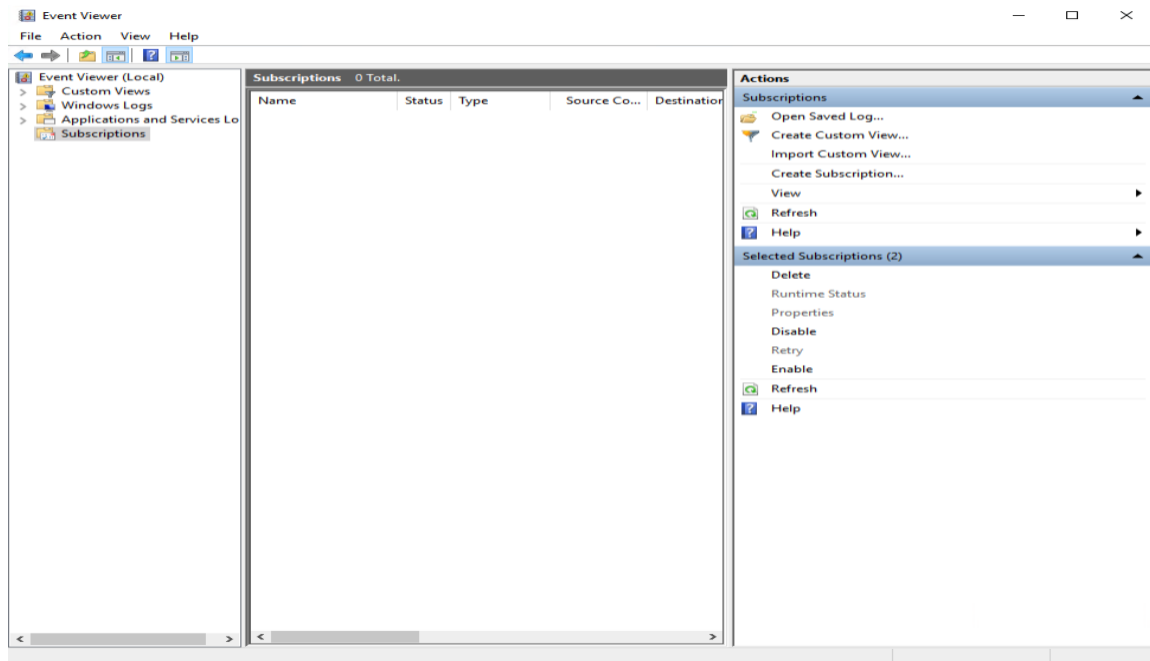 Event Viewer
File Action View Help
Event Viewer (Local)
Custom Views
Windows Logs
Applications and Services Lo
Subscriptions
Subscriptions 0 Total.
Name Status Type Source Co... Destination
Actions
Subscriptions
Open Saved Log...
Create Custom View...
Import Custom View...
Create Subscription...
View
Refresh
Help
Selected Subscriptions (2)
Delete
Runtime Status
Properties
Disable
Retry
Enable
Refresh
Help